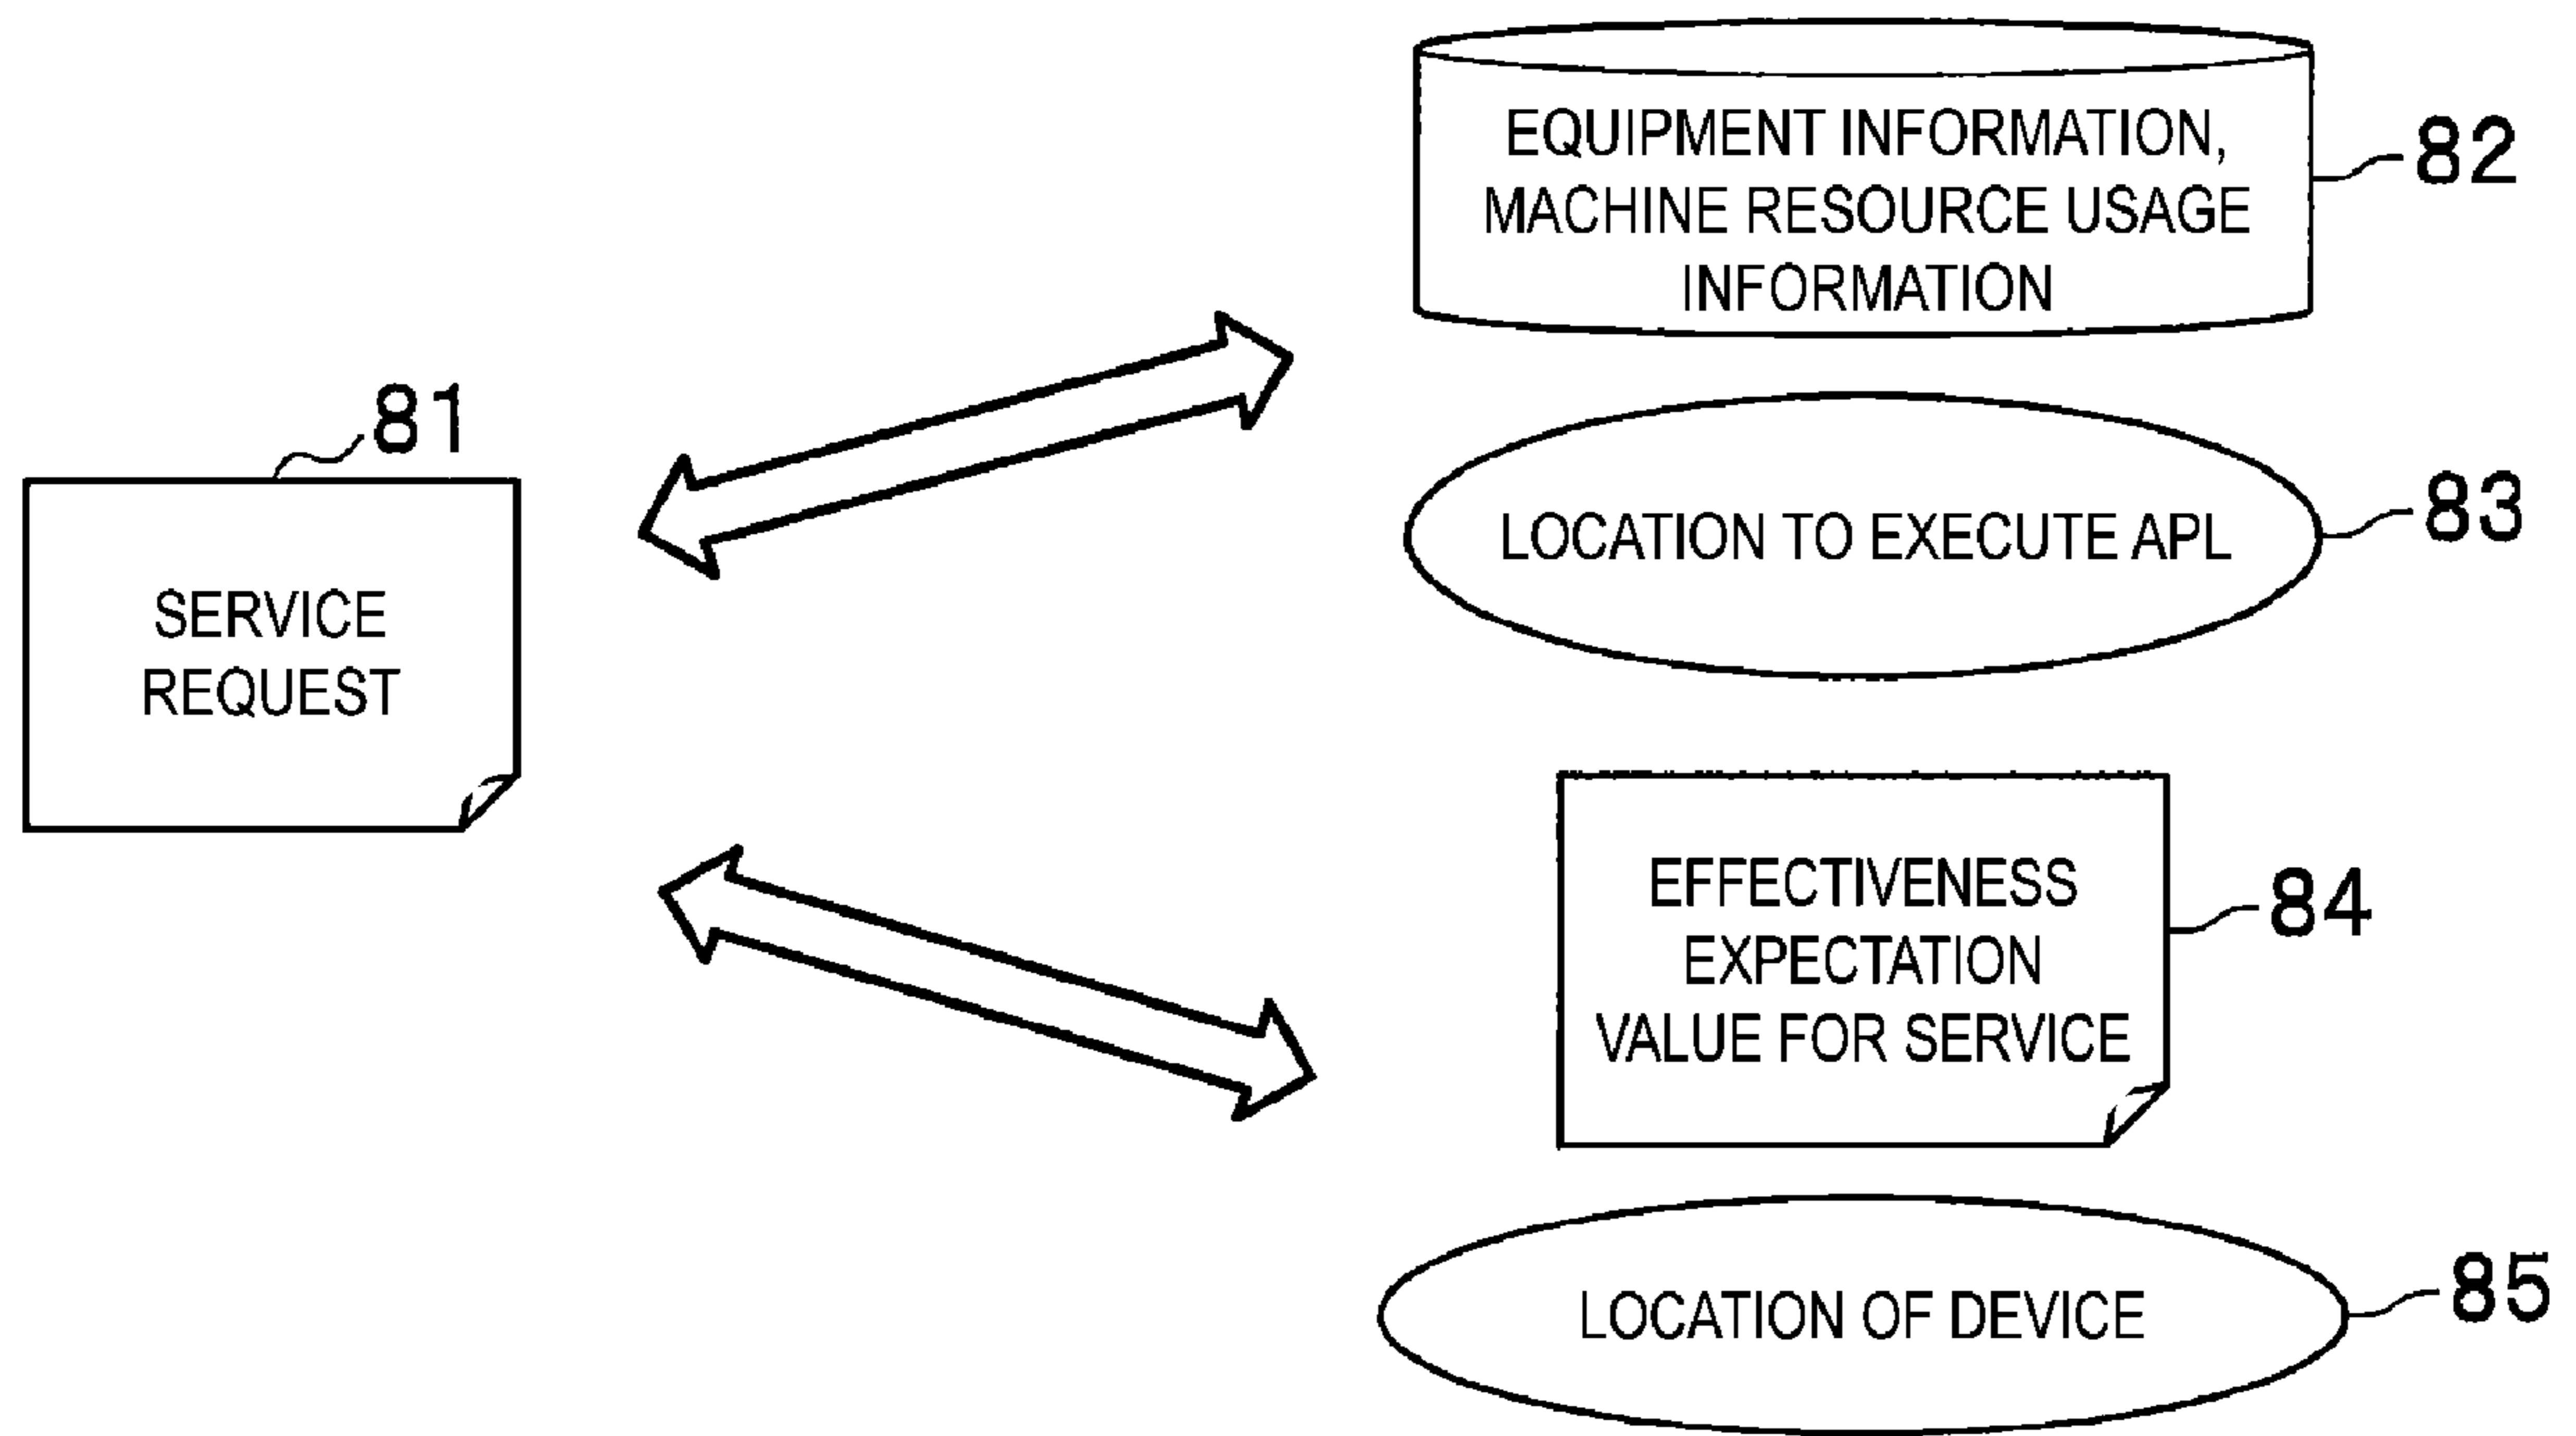 81
SERVICE
REQUEST
EQUIPMENT INFORMATION,
MACHINE RESOURCE USAGE
INFORMATION
82
LOCATION TO EXECUTE APL
83
EFFECTIVENESS
EXPECTATION
VALUE FOR SERVICE
84
LOCATION OF DEVICE
85